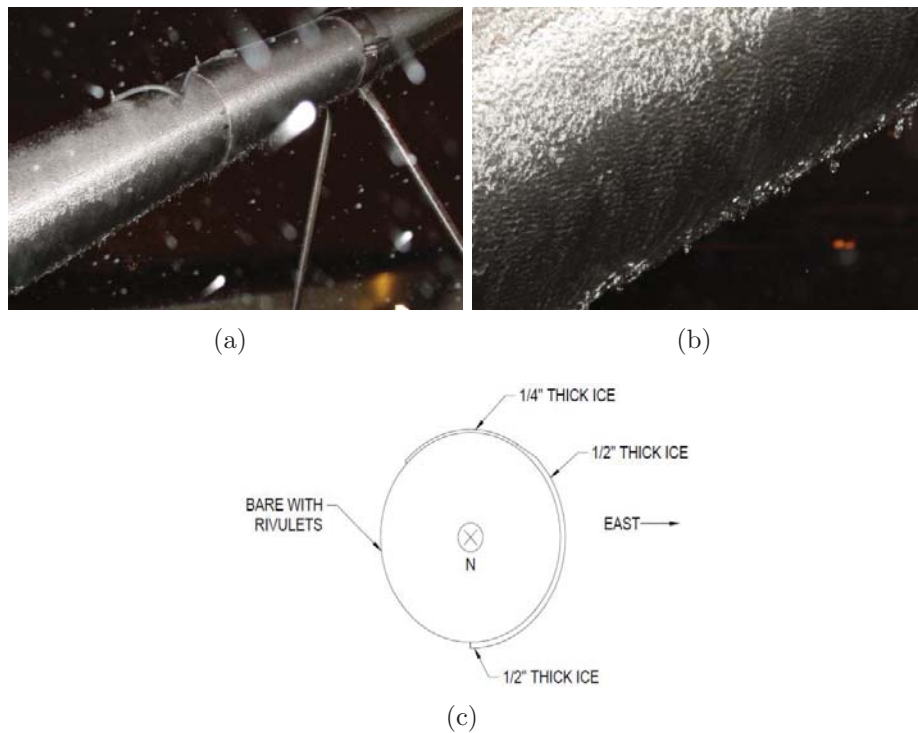 (a)
(b)
1/4" THICK ICE
1/2" THICK ICE
BARE WITH
RIVULETS
EAST
N
1/2" THICK ICE
(c)